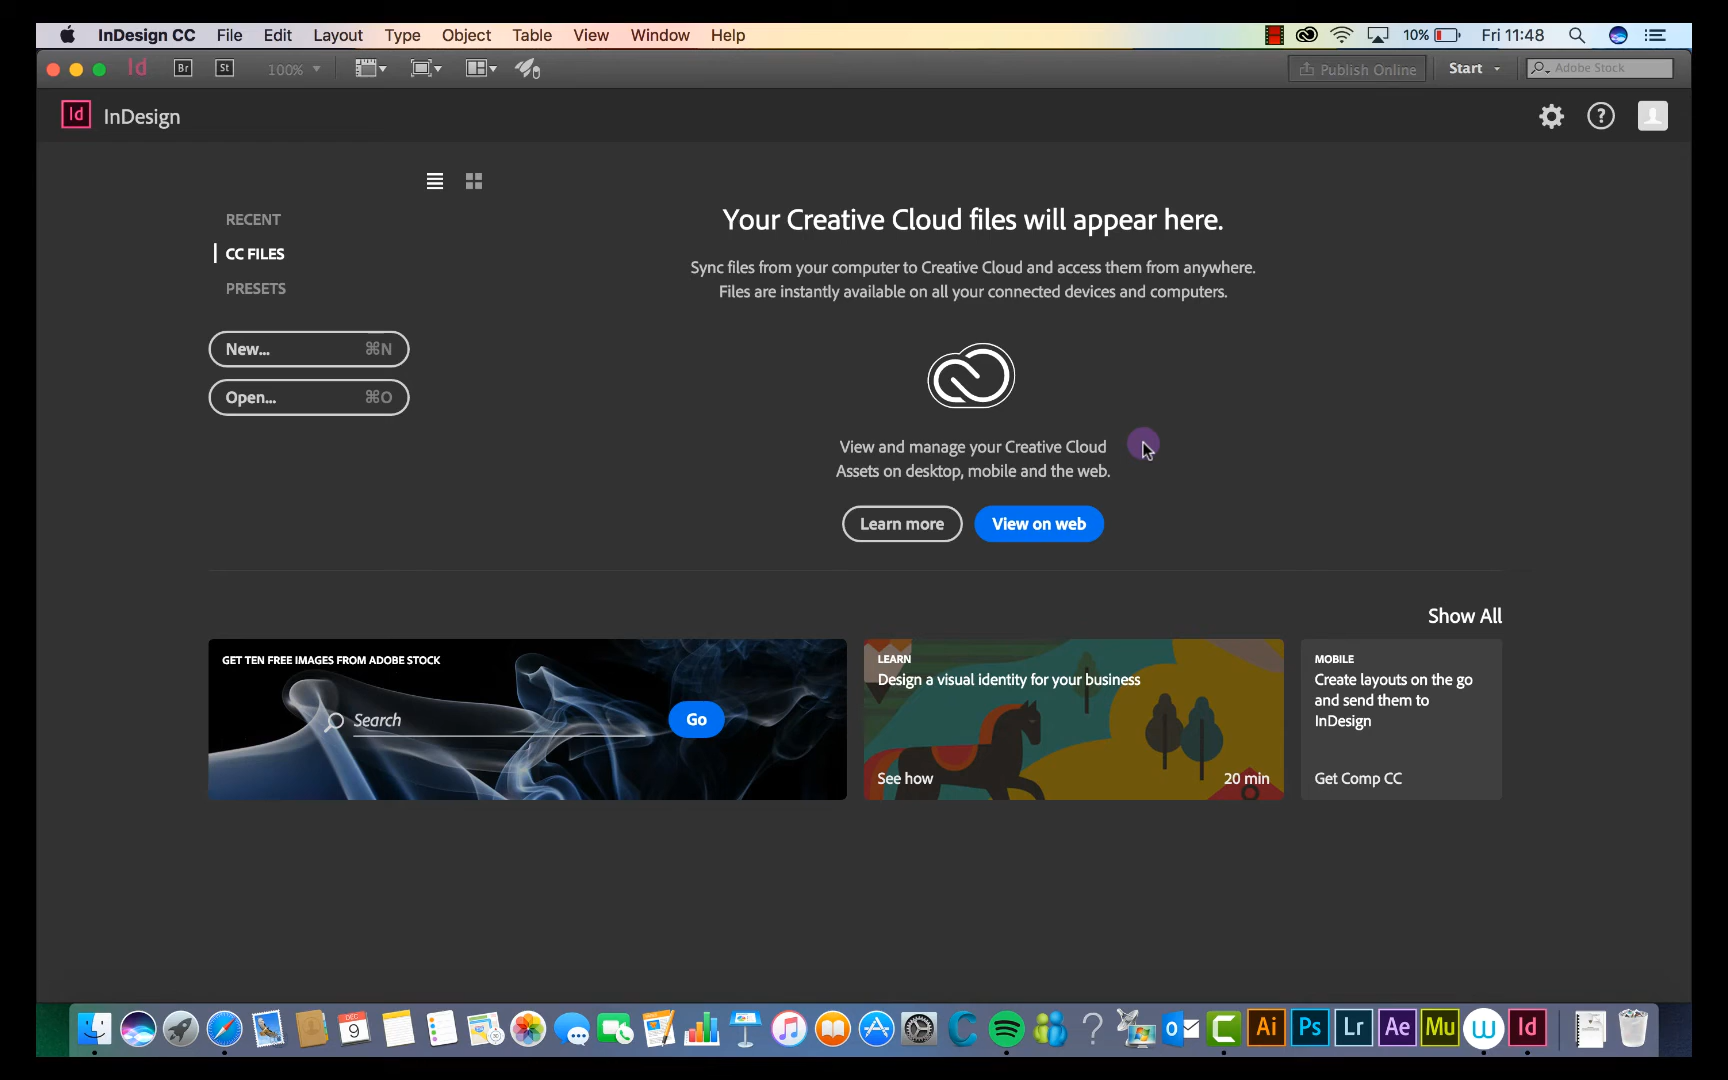 InDesign CC File Edit Layout Type Object Table View Window Help 10% Fri 11:48
Id Br St 100% Publish Online Start Adobe Stock
Id InDesign
RECENT
CC FILES
PRESETS
New... ⌘N
Open... ⌘O
Your Creative Cloud files will appear here.
Sync files from your computer to Creative Cloud and access them from anywhere.
Files are instantly available on all your connected devices and computers.
View and manage your Creative Cloud
Assets on desktop, mobile and the web.
Learn more View on web
Show All
GET TEN FREE IMAGES FROM ADOBE STOCK
Search Go
LEARN
Design a visual identity for your business
See how 20 min
MOBILE
Create layouts on the go
and send them to
InDesign
Get Comp CC
DEC
9
Ai Ps Lr Ae Mu Id